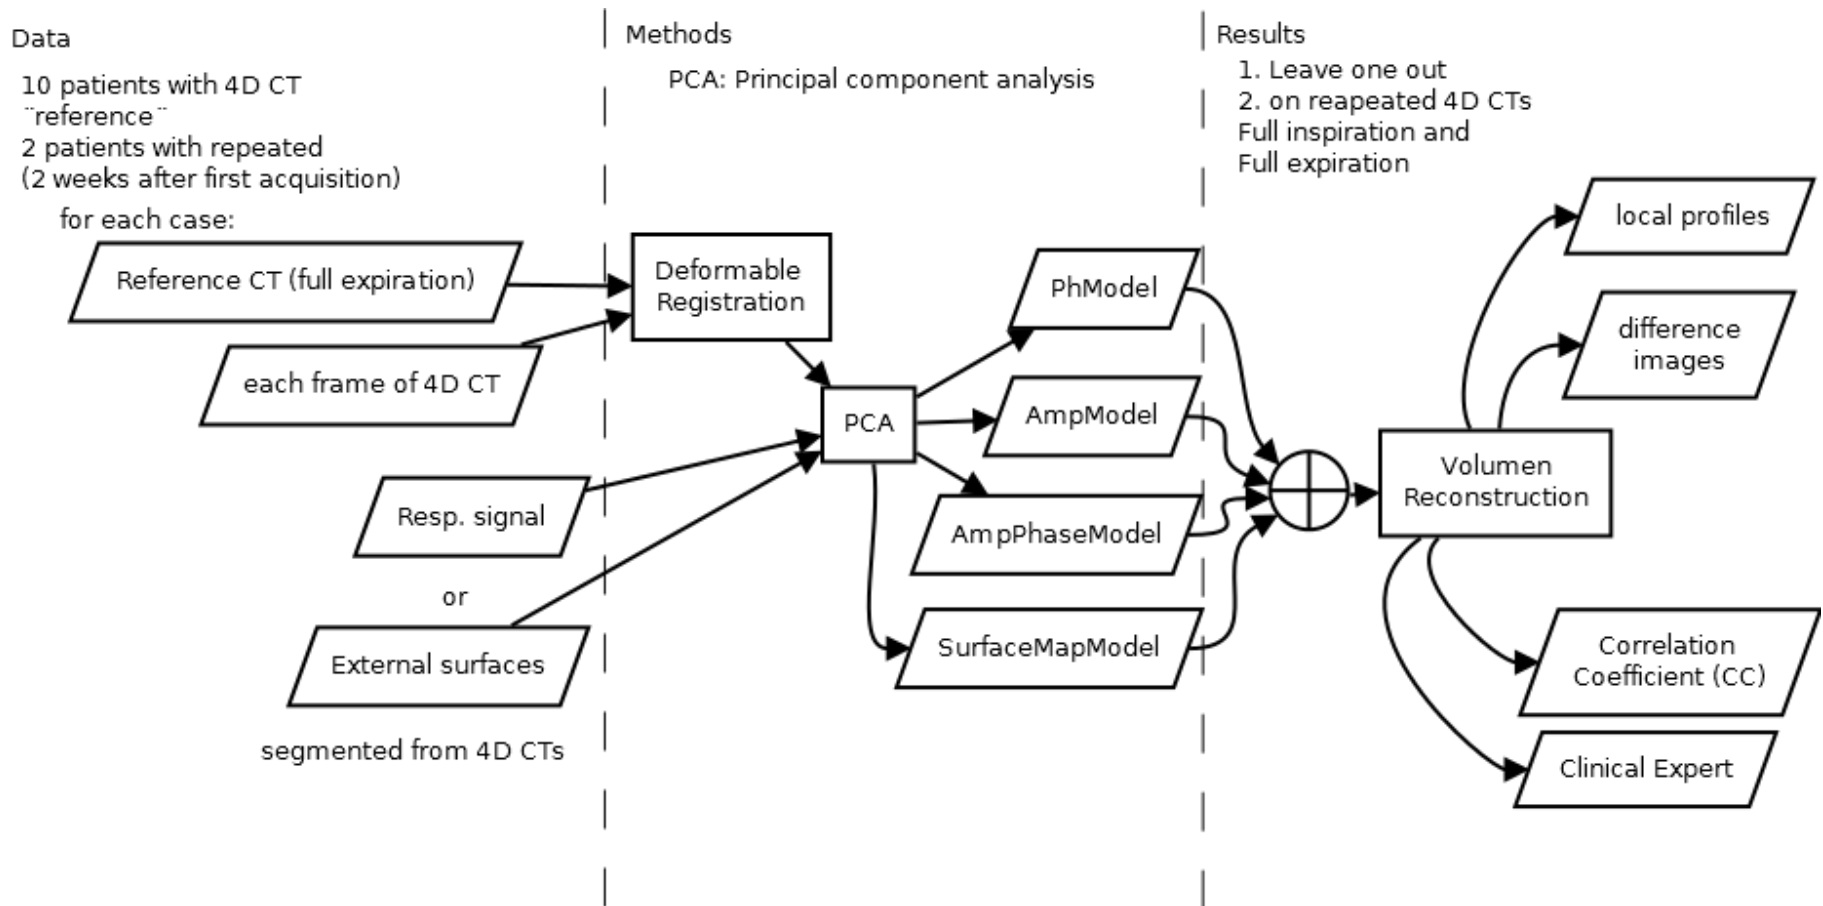 Data
10 patients with 4D CT
¨reference¨
2 patients with repeated
(2 weeks after first acquisition)
for each case:
Reference CT (full expiration)
each frame of 4D CT
Resp. signal
or
External surfaces
segmented from 4D CTs
Methods
PCA: Principal component analysis
Deformable
Registration
PCA
PhModel
AmpModel
AmpPhaseModel
SurfaceMapModel
Results
1. Leave one out
2. on reapeated 4D CTs
Full inspiration and
Full expiration
local profiles
difference
images
Volumen
Reconstruction
Correlation
Coefficient (CC)
Clinical Expert